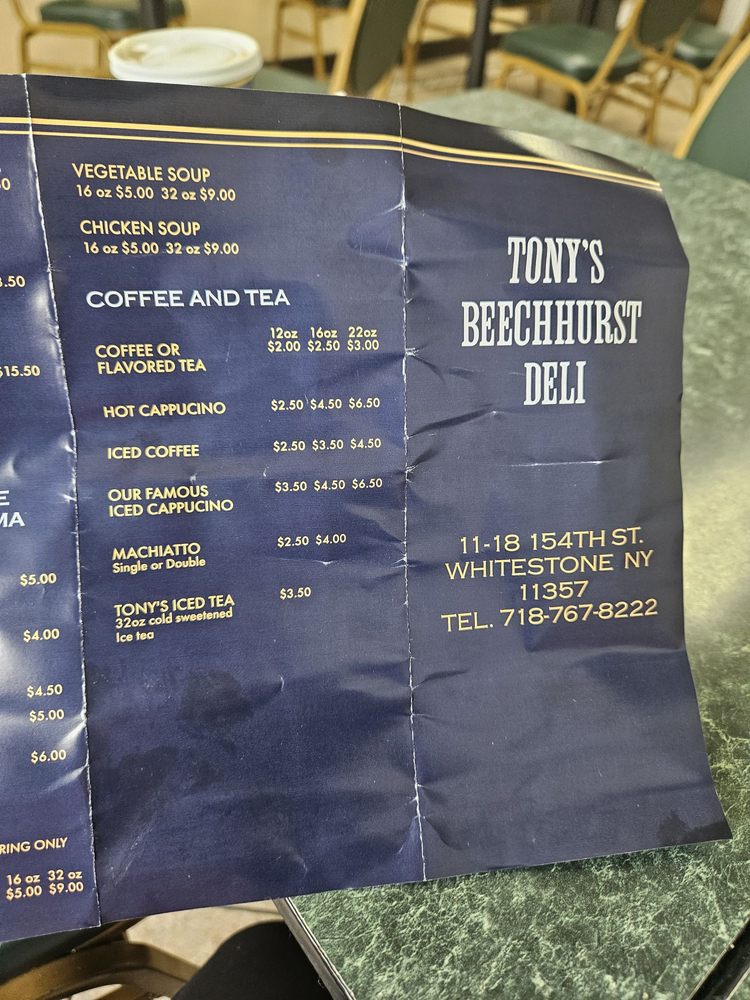 .50
$15.50
$5.00
$4.00
$4.50
$5.00
$6.00
RING ONLY
16 oz 32 oz
$5.00 $9.00
VEGETABLE SOUP
16 oz $5.00 32 oz $9.00
CHICKEN SOUP
16 oz $5.00 32 oz $9.00
COFFEE AND TEA
12oz 16oz 22oz
COFFEE OR $2.00 $2.50 $3.00
FLAVORED TEA
HOT CAPPUCINO $2.50 $4.50 $6.50
ICED COFFEE $2.50 $3.50 $4.50
OUR FAMOUS $3.50 $4.50 $6.50
ICED CAPPUCINO
MACHIATTO $2.50 $4.00
Single or Double
TONY'S ICED TEA $3.50
32oz cold sweetened
Ice tea
TONY'S
BEECHHURST
DELI
11-18 154TH ST.
WHITESTONE NY
11357
TEL. 718-767-8222